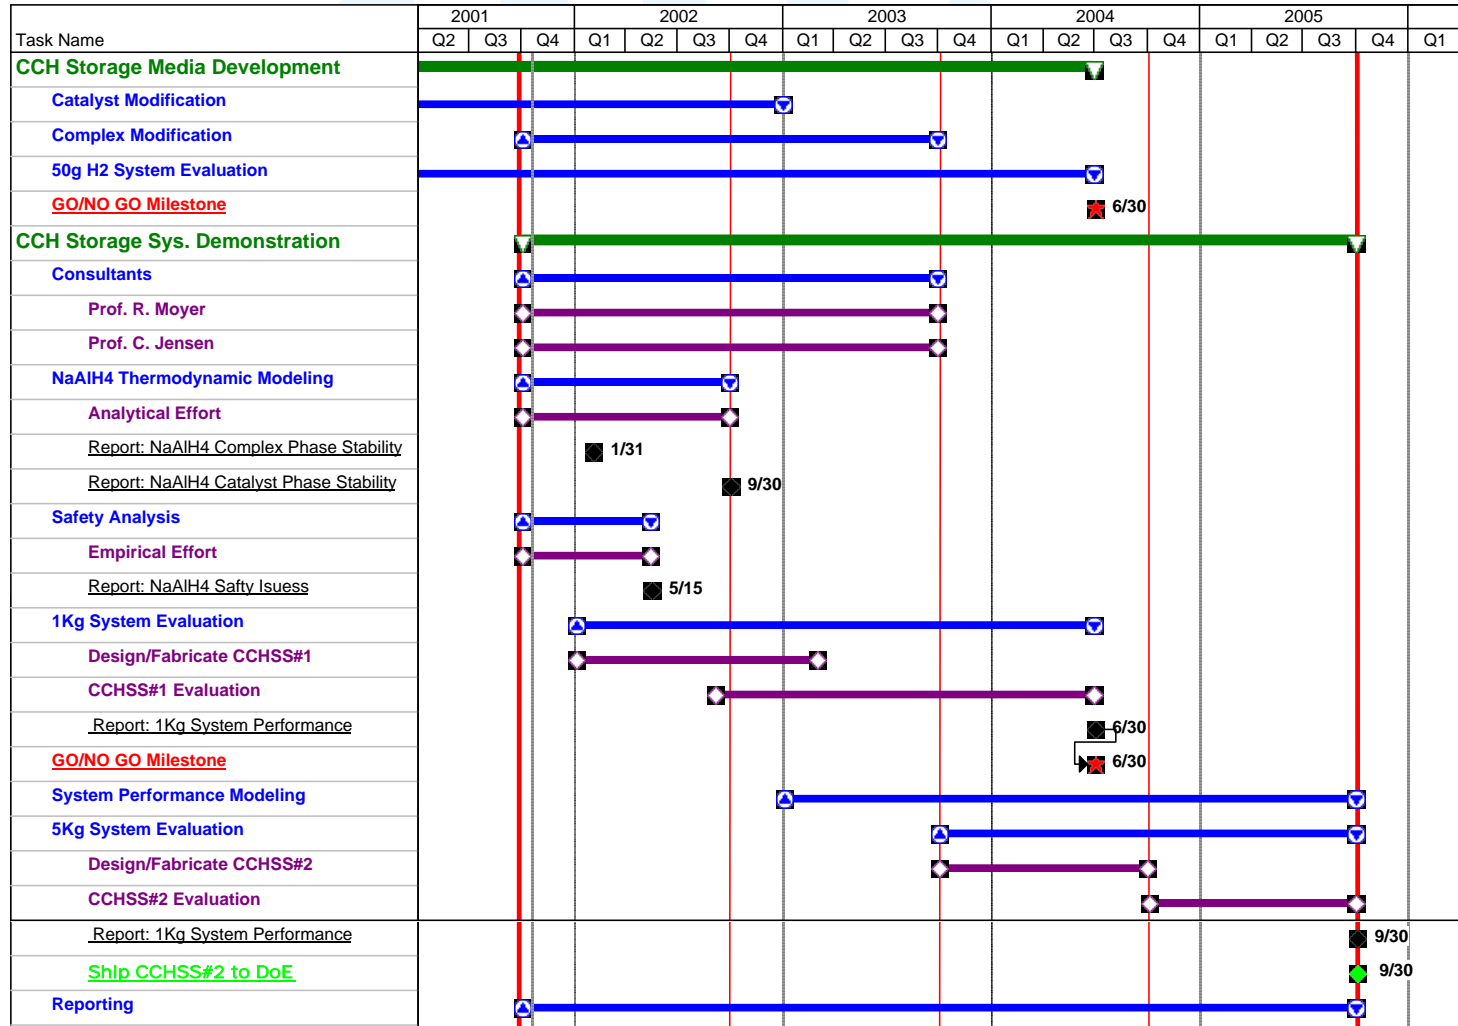 2001 2002 2003 2004 2005
Task Name Q2 Q3 Q4 Q1 Q2 Q3 Q4 Q1 Q2 Q3 Q4 Q1 Q2 Q3 Q4 Q1 Q2 Q3 Q4 Q1
CCH Storage Media Development
Catalyst Modification
Complex Modification
50g H2 System Evaluation
GO/NO GO Milestone 6/30
CCH Storage Sys. Demonstration
Consultants
Prof. R. Moyer
Prof. C. Jensen
NaAlH4 Thermodynamic Modeling
Analytical Effort
Report: NaAlH4 Complex Phase Stability 1/31
Report: NaAlH4 Catalyst Phase Stability 9/30
Safety Analysis
Empirical Effort
Report: NaAlH4 Safty Isuess 5/15
1Kg System Evaluation
Design/Fabricate CCHSS#1
CCHSS#1 Evaluation
Report: 1Kg System Performance 6/30
GO/NO GO Milestone 6/30
System Performance Modeling
5Kg System Evaluation
Design/Fabricate CCHSS#2
CCHSS#2 Evaluation
Report: 1Kg System Performance 9/30
Ship CCHSS#2 to DoE 9/30
Reporting